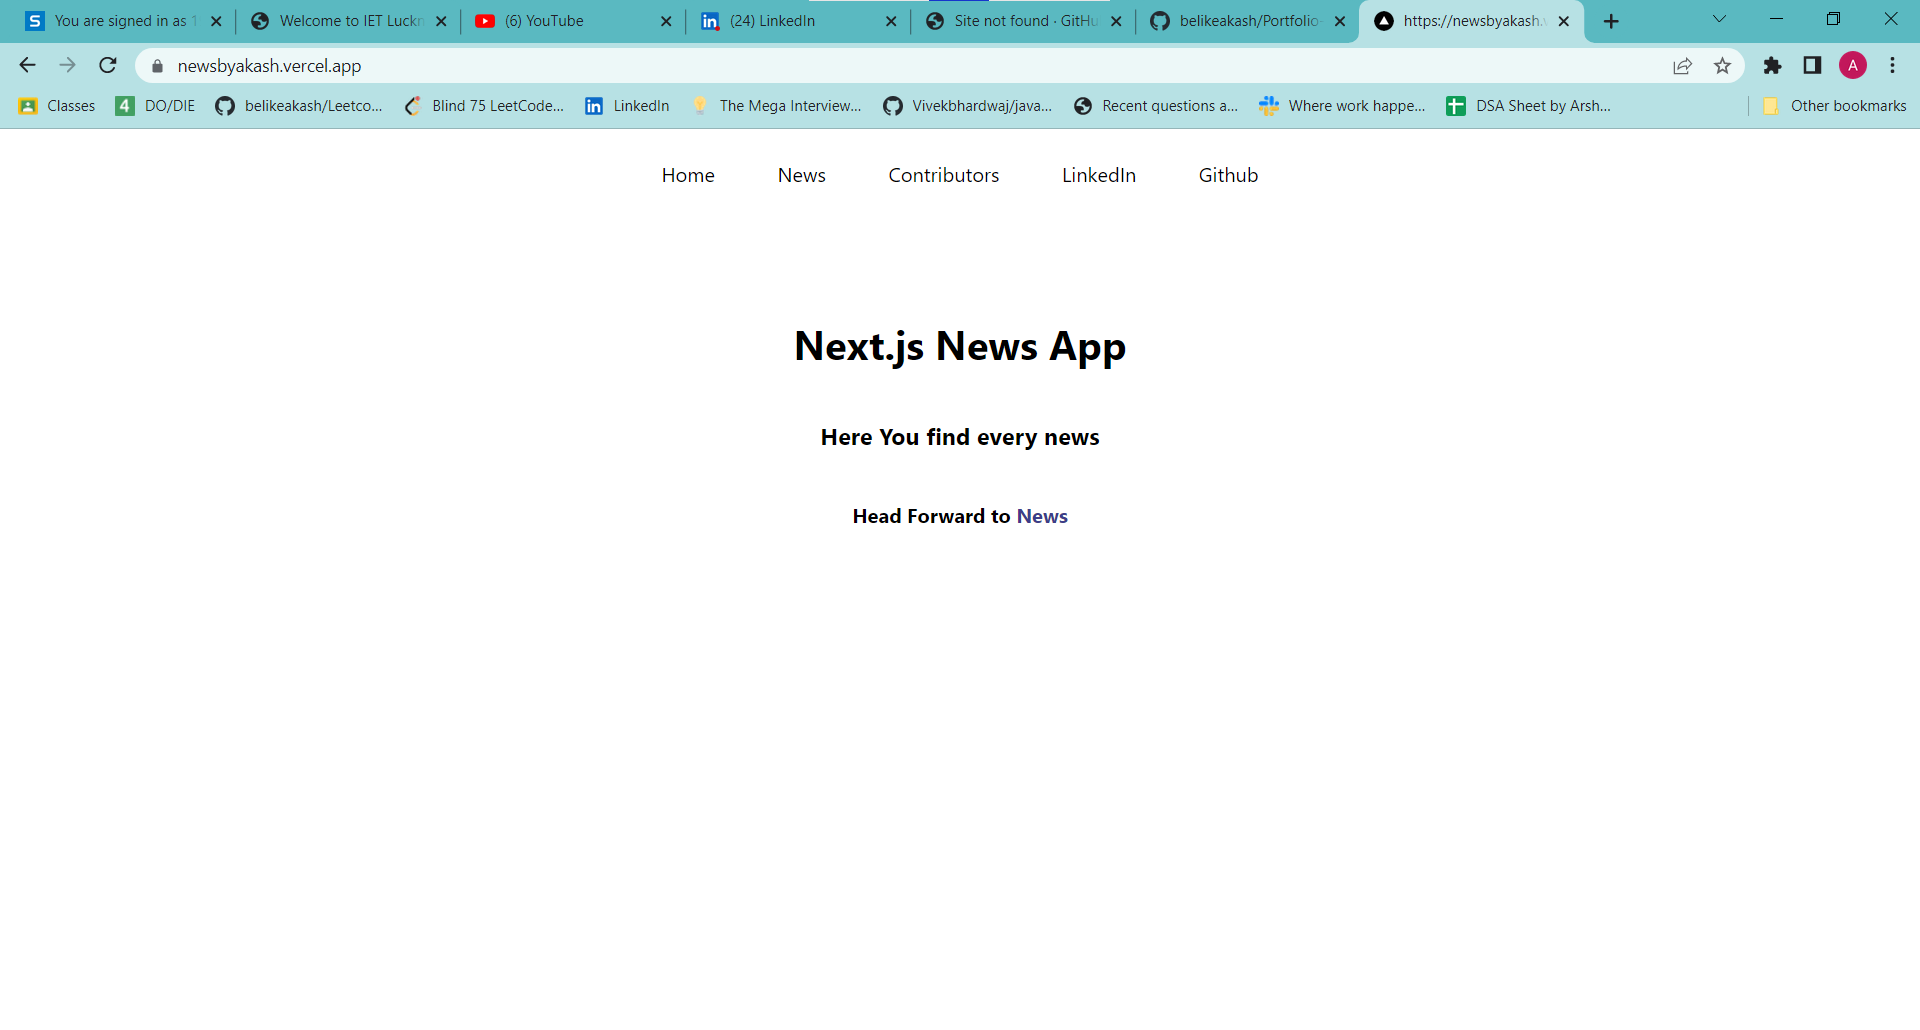 You are signed in as Welcome to IET Luckn (6) YouTube (24) LinkedIn Site not found · GitHu belikeakash/Portfolio- https://newsbyakash.v
newsbyakash.vercel.app A
Classes 4 DO/DIE belikeakash/Leetco... Blind 75 LeetCode... LinkedIn The Mega Interview... Vivekbhardwaj/java... Recent questions a... Where work happe... DSA Sheet by Arsh... Other bookmarks
Home News Contributors LinkedIn Github
Next.js News App
Here You find every news
Head Forward to News